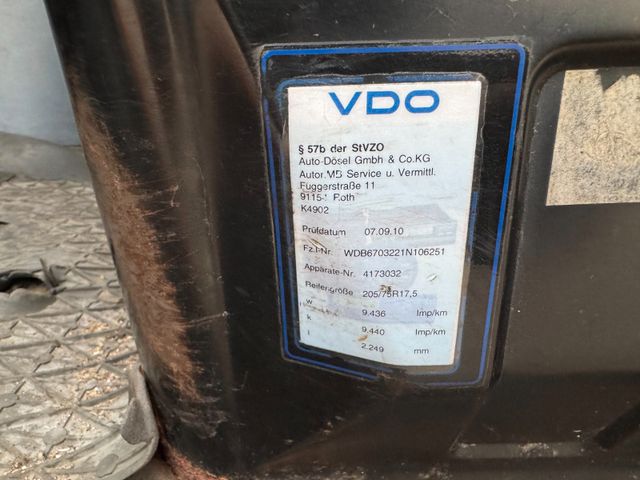 VDO
§ 57b der StVZO
Auto-Dösel Gmbh & Co.KG
Autor.MB Service u. Vermittl.
Fuggerstraße 11
Roth
K4902
Prüfdatum 07.09.10
Fz.I-Nr. WDB6703221N106251
Apparate-Nr. 4173032
Reifengröße 205/75R17,5
w 9.436 Imp/km
k 9.440 Imp/km
l 2.249 mm